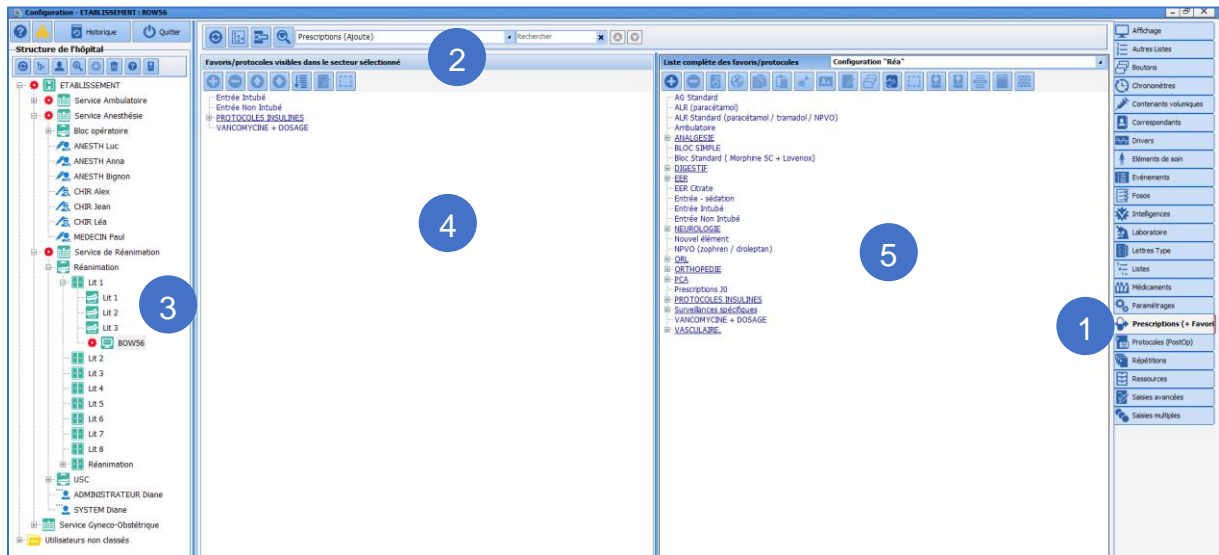 Configuration - ETABLISSEMENT : BOW56
Historique
Quitter
Structure de l'hôpital
ETABLISSEMENT
Service Ambulatoire
Service Anesthésie
Bloc opératoire
ANESTH Luc
ANESTH Anna
ANESTH Bignon
CHIR Alex
CHIR Jean
CHIR Léa
MEDECIN Paul
Service de Réanimation
Réanimation
Lit 1
Lit 1
Lit 2
Lit 3
BOW56
Lit 2
Lit 3
Lit 4
Lit 5
Lit 6
Lit 7
Lit 8
Réanimation
USC
ADMINISTRATEUR Diane
SYSTEM Diane
Service Gyneco-Obstétrique
Utilisateurs non classés
3
Prescriptions (Ajoute)
Rechercher
2
Favoris/protocoles visibles dans le secteur sélectionné
Entrée Intubé
Entrée Non Intubé
PROTOCOLES INSULINES
VANCOMYCINE + DOSAGE
4
Liste complète des favoris/protocoles
Configuration "Réa"
AG Standard
ALR (paracétamol)
ALR Standard (paracétamol / tramadol / NPVO)
Ambulatoire
ANALGESIE
BLOC SIMPLE
Bloc Standard ( Morphine SC + Lovenox)
DIGESTIF
EER
EER Citrate
Entrée - sédation
Entrée Intubé
Entrée Non Intubé
NEUROLOGIE
Nouvel élément
NPVO (zophren / droleptan)
ORL
ORTHOPEDIE
PCA
Prescriptions J0
PROTOCOLES INSULINES
Surveillances spécifiques
VANCOMYCINE + DOSAGE
VASCULAIRE.
5
Affichage
Autres Listes
Boutons
Chronomètres
Contenants volumiques
Correspondants
Drivers
Eléments de soin
Evénements
Fosos
Intelligences
Laboratoire
Lettres Type
Listes
Médicaments
Paramétrages
1
Prescriptions (+ Favori
Protocoles (PostOp)
Répétitions
Ressources
Saisies avancées
Saisies multiples